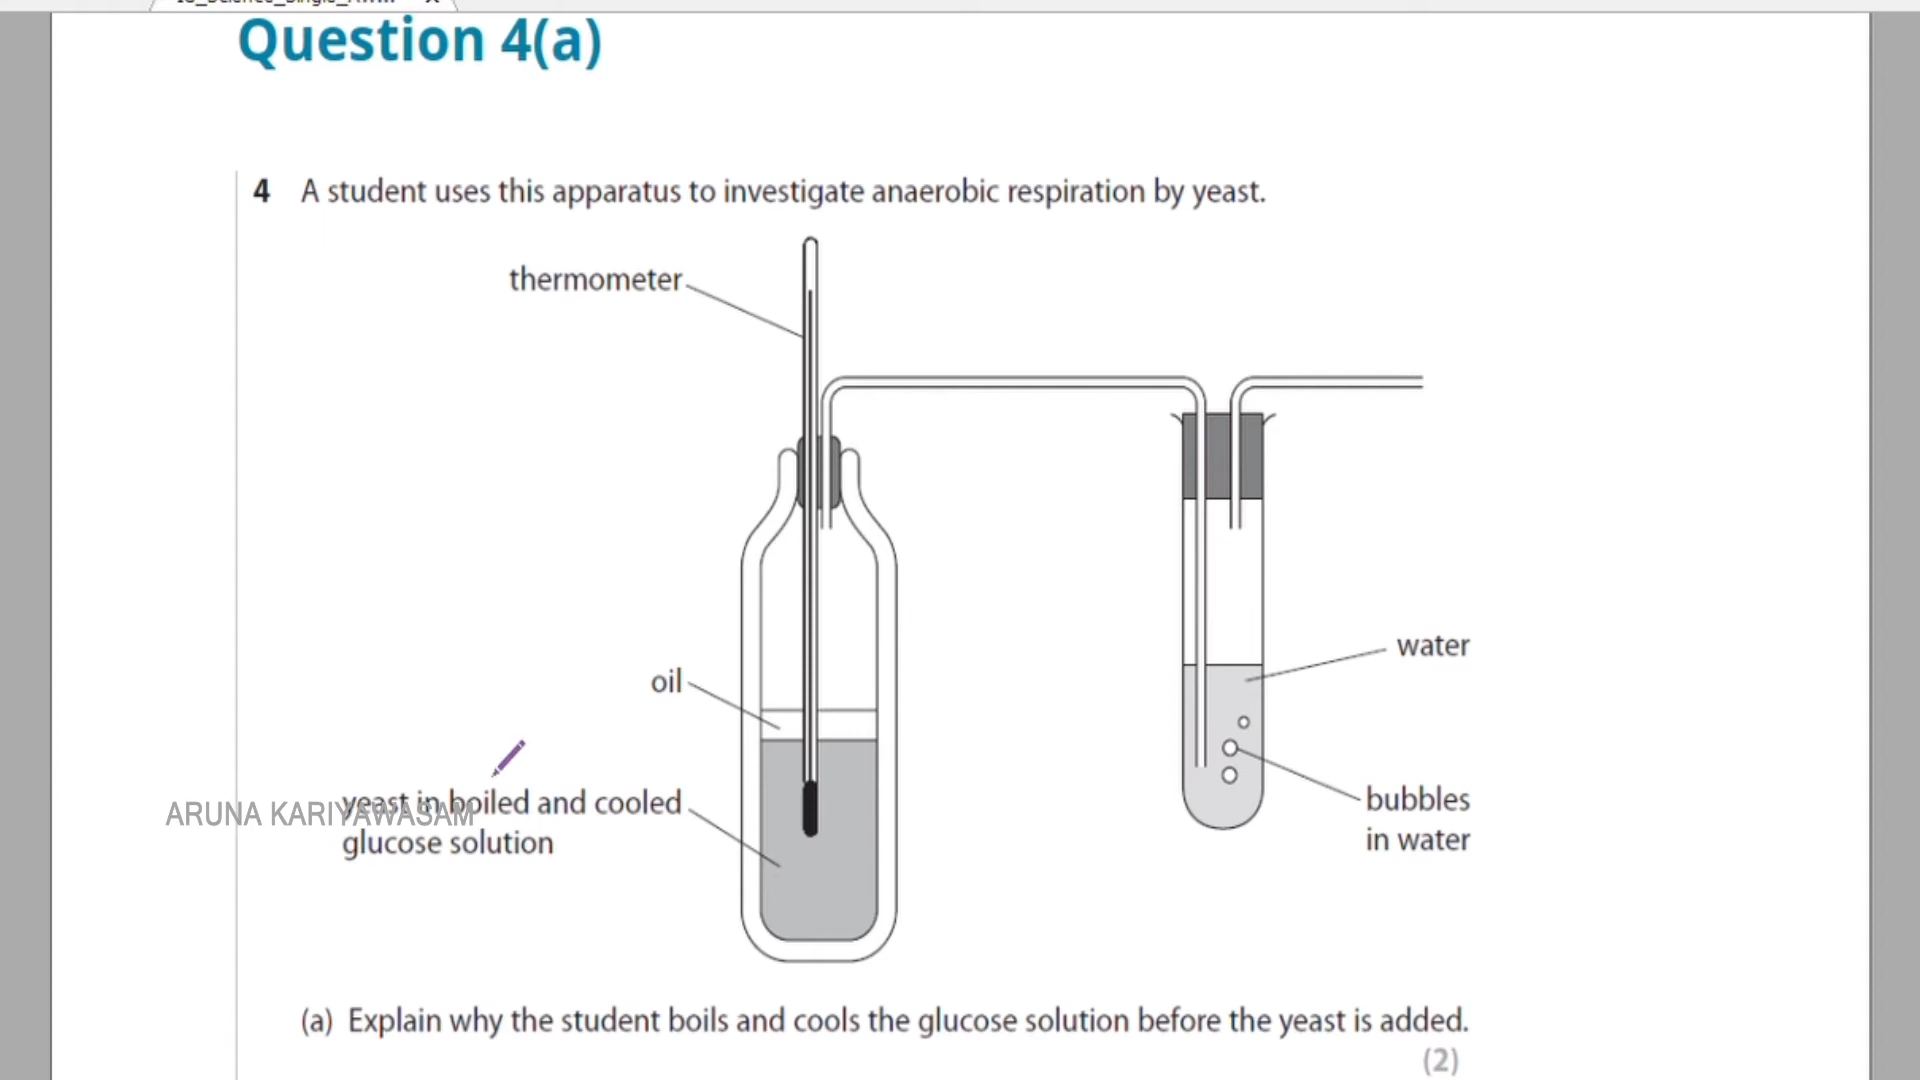 Question 4(a)
4 A student uses this apparatus to investigate anaerobic respiration by yeast.
thermometer
oil
water
yeast in boiled and cooled
glucose solution
ARUNA KARIYAWASAM
bubbles
in water
(a) Explain why the student boils and cools the glucose solution before the yeast is added.
(2)